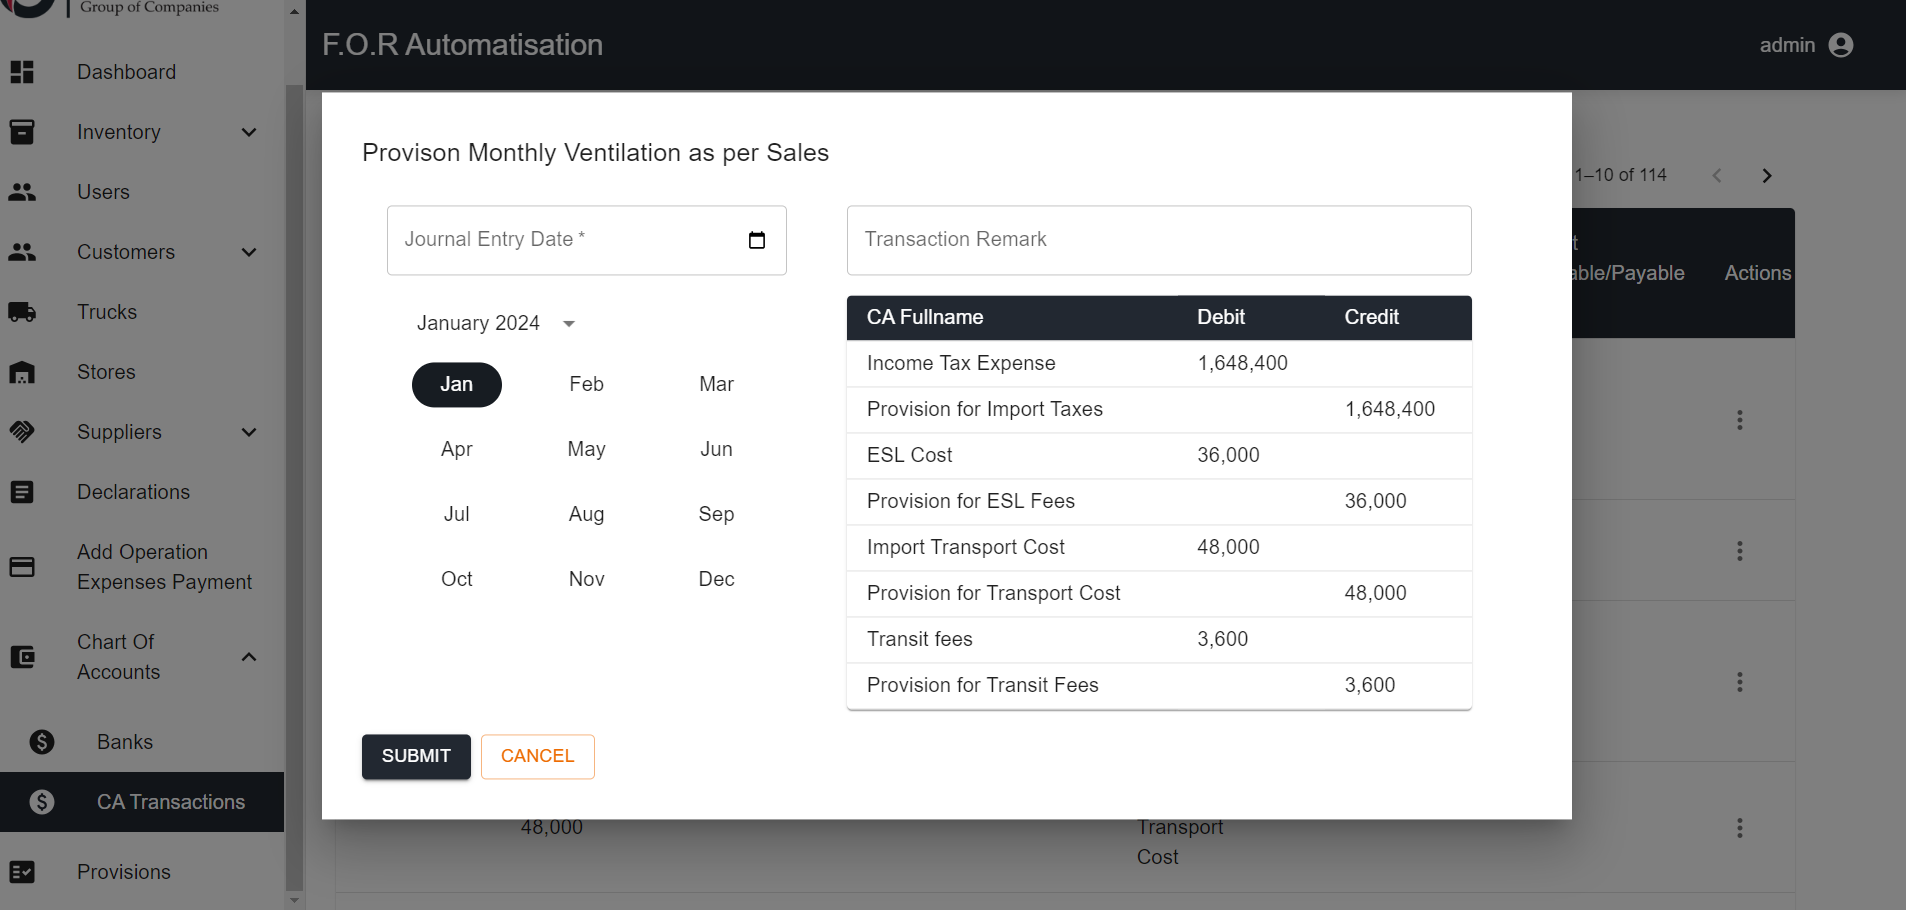 Group of Companies
F.O.R Automatisation
admin
Dashboard
Inventory
Users
Customers
Trucks
Stores
Suppliers
Declarations
Add Operation
Expenses Payment
Chart Of
Accounts
Banks
CA Transactions
Provisions
Provison Monthly Ventilation as per Sales
Journal Entry Date *
Transaction Remark
January 2024
Jan Feb Mar
Apr May Jun
Jul Aug Sep
Oct Nov Dec
CA Fullname Debit Credit
Income Tax Expense 1,648,400
Provision for Import Taxes 1,648,400
ESL Cost 36,000
Provision for ESL Fees 36,000
Import Transport Cost 48,000
Provision for Transport Cost 48,000
Transit fees 3,600
Provision for Transit Fees 3,600
SUBMIT CANCEL
1–10 of 114
t
able/Payable Actions
48,000 Transport
Cost